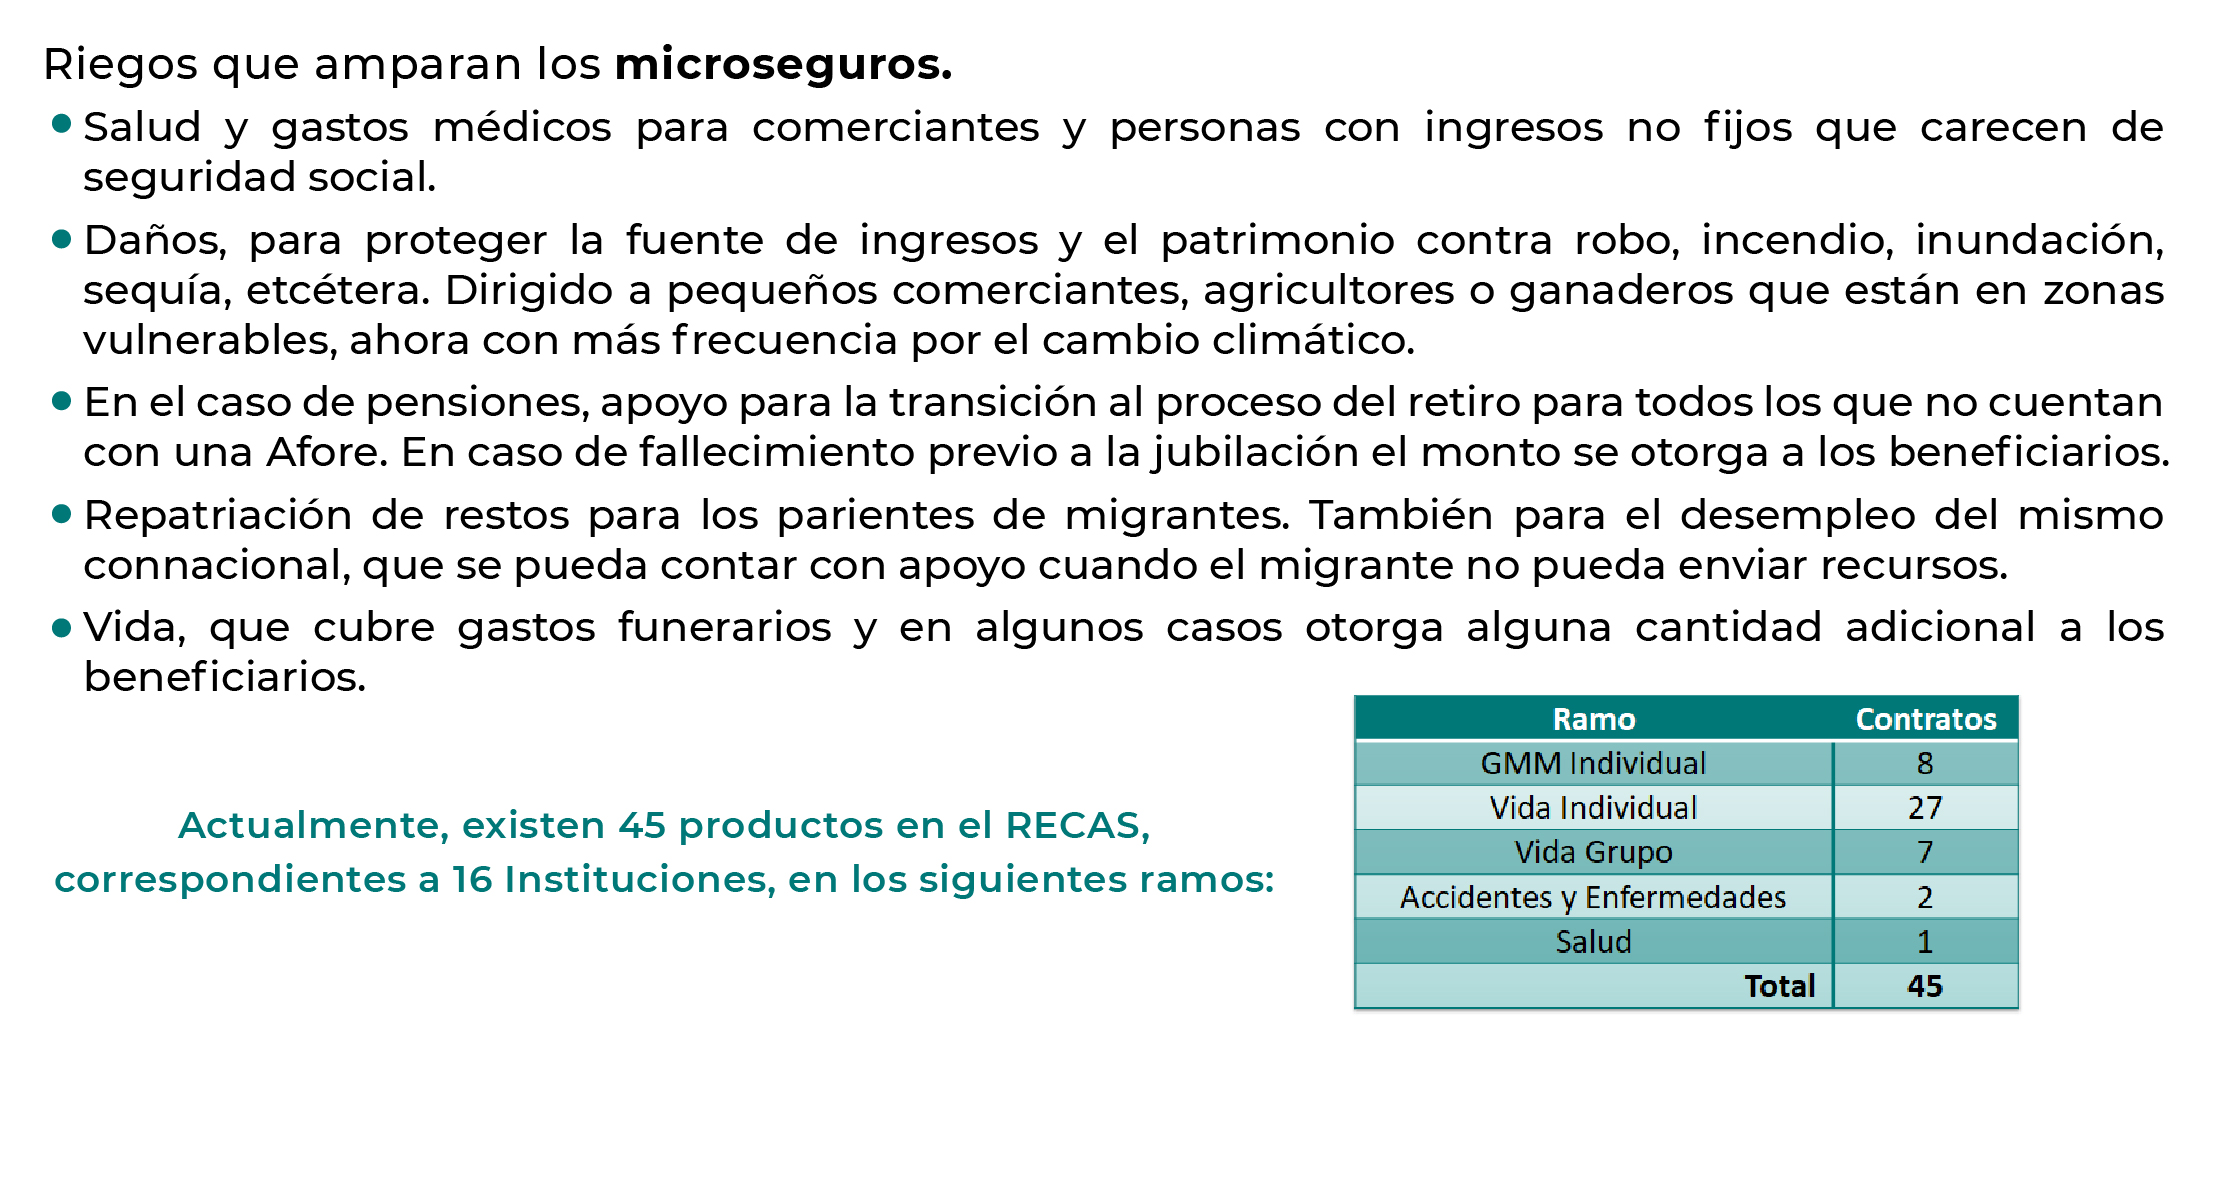 Riegos que amparan los microseguros.
• Salud y gastos médicos para comerciantes y personas con ingresos no fijos que carecen de
seguridad social.
• Daños, para proteger la fuente de ingresos y el patrimonio contra robo, incendio, inundación,
sequía, etcétera. Dirigido a pequeños comerciantes, agricultores o ganaderos que están en zonas
vulnerables, ahora con más frecuencia por el cambio climático.
• En el caso de pensiones, apoyo para la transición al proceso del retiro para todos los que no cuentan
con una Afore. En caso de fallecimiento previo a la jubilación el monto se otorga a los beneficiarios.
• Repatriación de restos para los parientes de migrantes. También para el desempleo del mismo
connacional, que se pueda contar con apoyo cuando el migrante no pueda enviar recursos.
• Vida, que cubre gastos funerarios y en algunos casos otorga alguna cantidad adicional a los
beneficiarios.
Actualmente, existen 45 productos en el RECAS,
correspondientes a 16 Instituciones, en los siguientes ramos:
Ramo Contratos
GMM Individual 8
Vida Individual 27
Vida Grupo 7
Accidentes y Enfermedades 2
Salud 1
Total 45